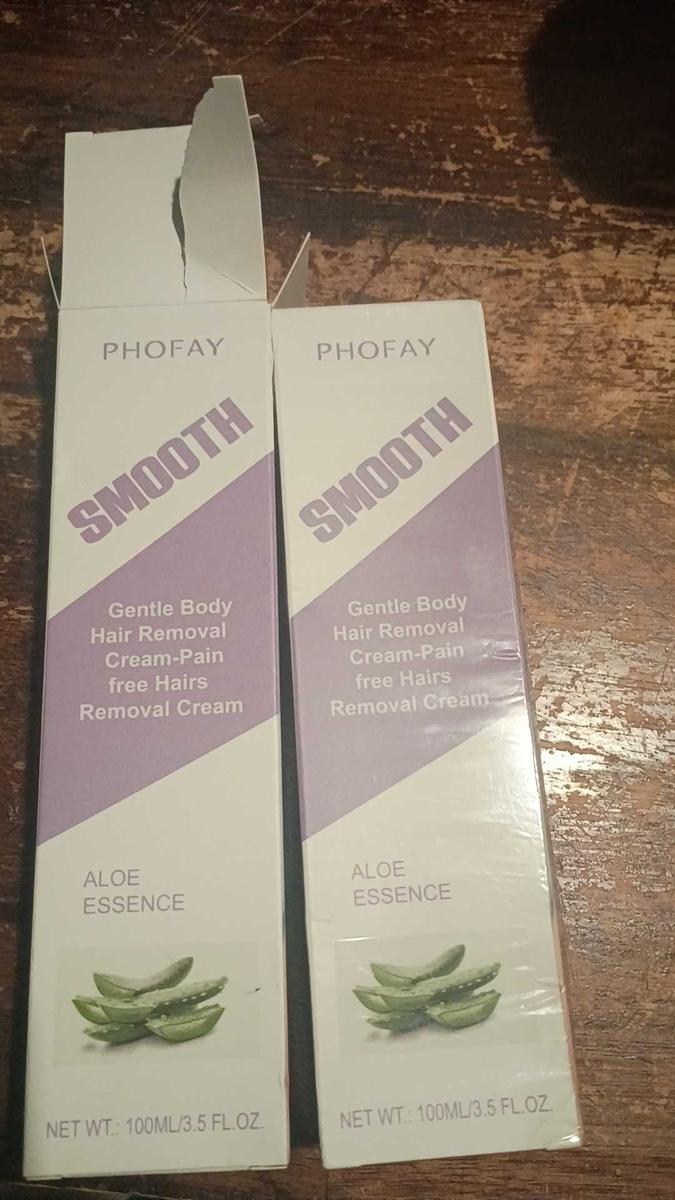 PHOFAY
SMOOTH
Gentle Body
Hair Removal
Cream-Pain
free Hairs
Removal Cream
ALOE
ESSENCE
NET WT.: 100ML/3.5 FL.OZ.
PHOFAY
SMOOTH
Gentle Body
Hair Removal
Cream-Pain
free Hairs
Removal Cream
ALOE
ESSENCE
NET WT.: 100ML/3.5 FL.OZ.